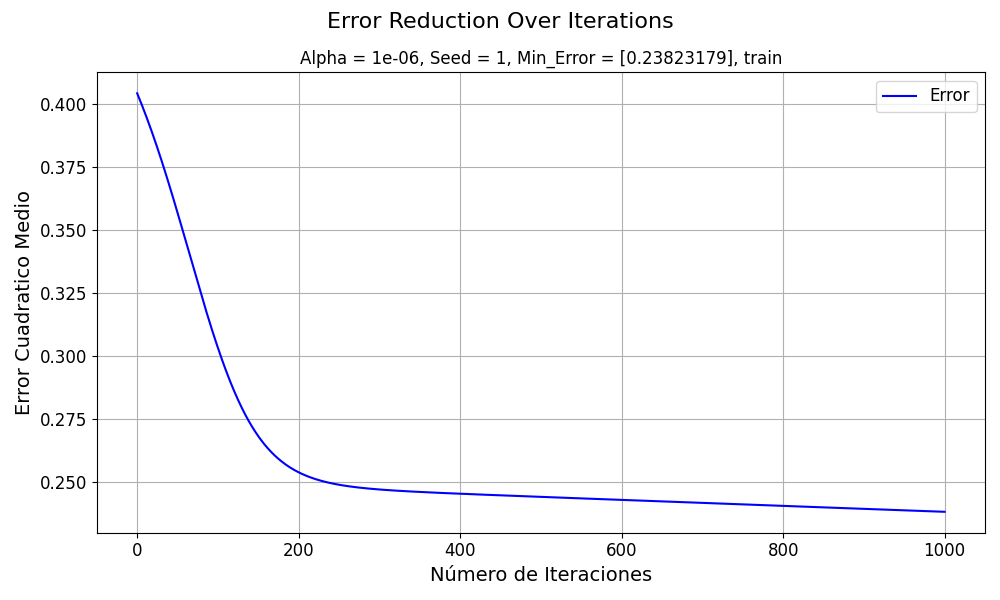 Error Reduction Over Iterations
Alpha = 1e-06, Seed = 1, Min_Error = [0.23823179], train
Error
0.400
0.375
0.350
0.325
0.300
0.275
0.250
Error Cuadratico Medio
0
200
400
600
800
1000
Número de Iteraciones